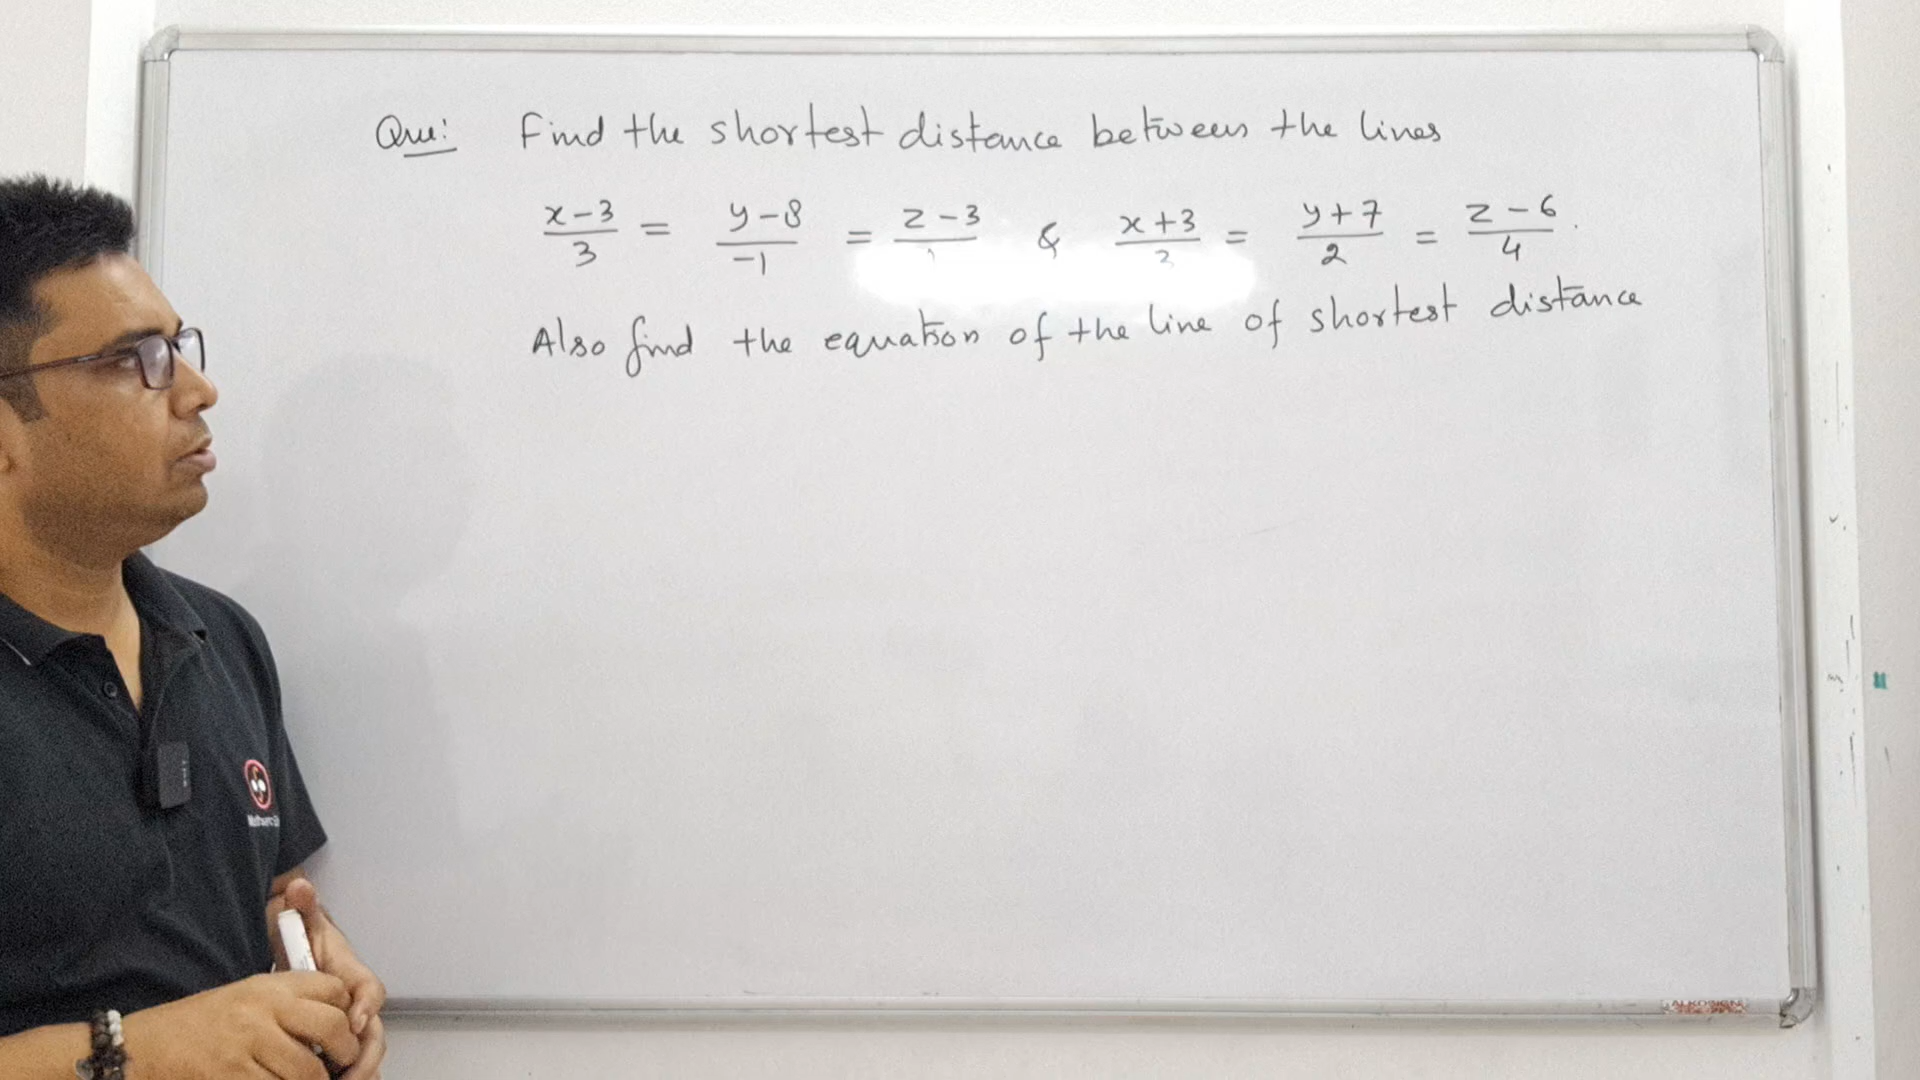 Que: Find the shortest distance between the lines
x-3/3 = y-8/-1 = z-3/ & x+3/ = y+7/2 = z-6/4.
Also find the equation of the line of shortest distance